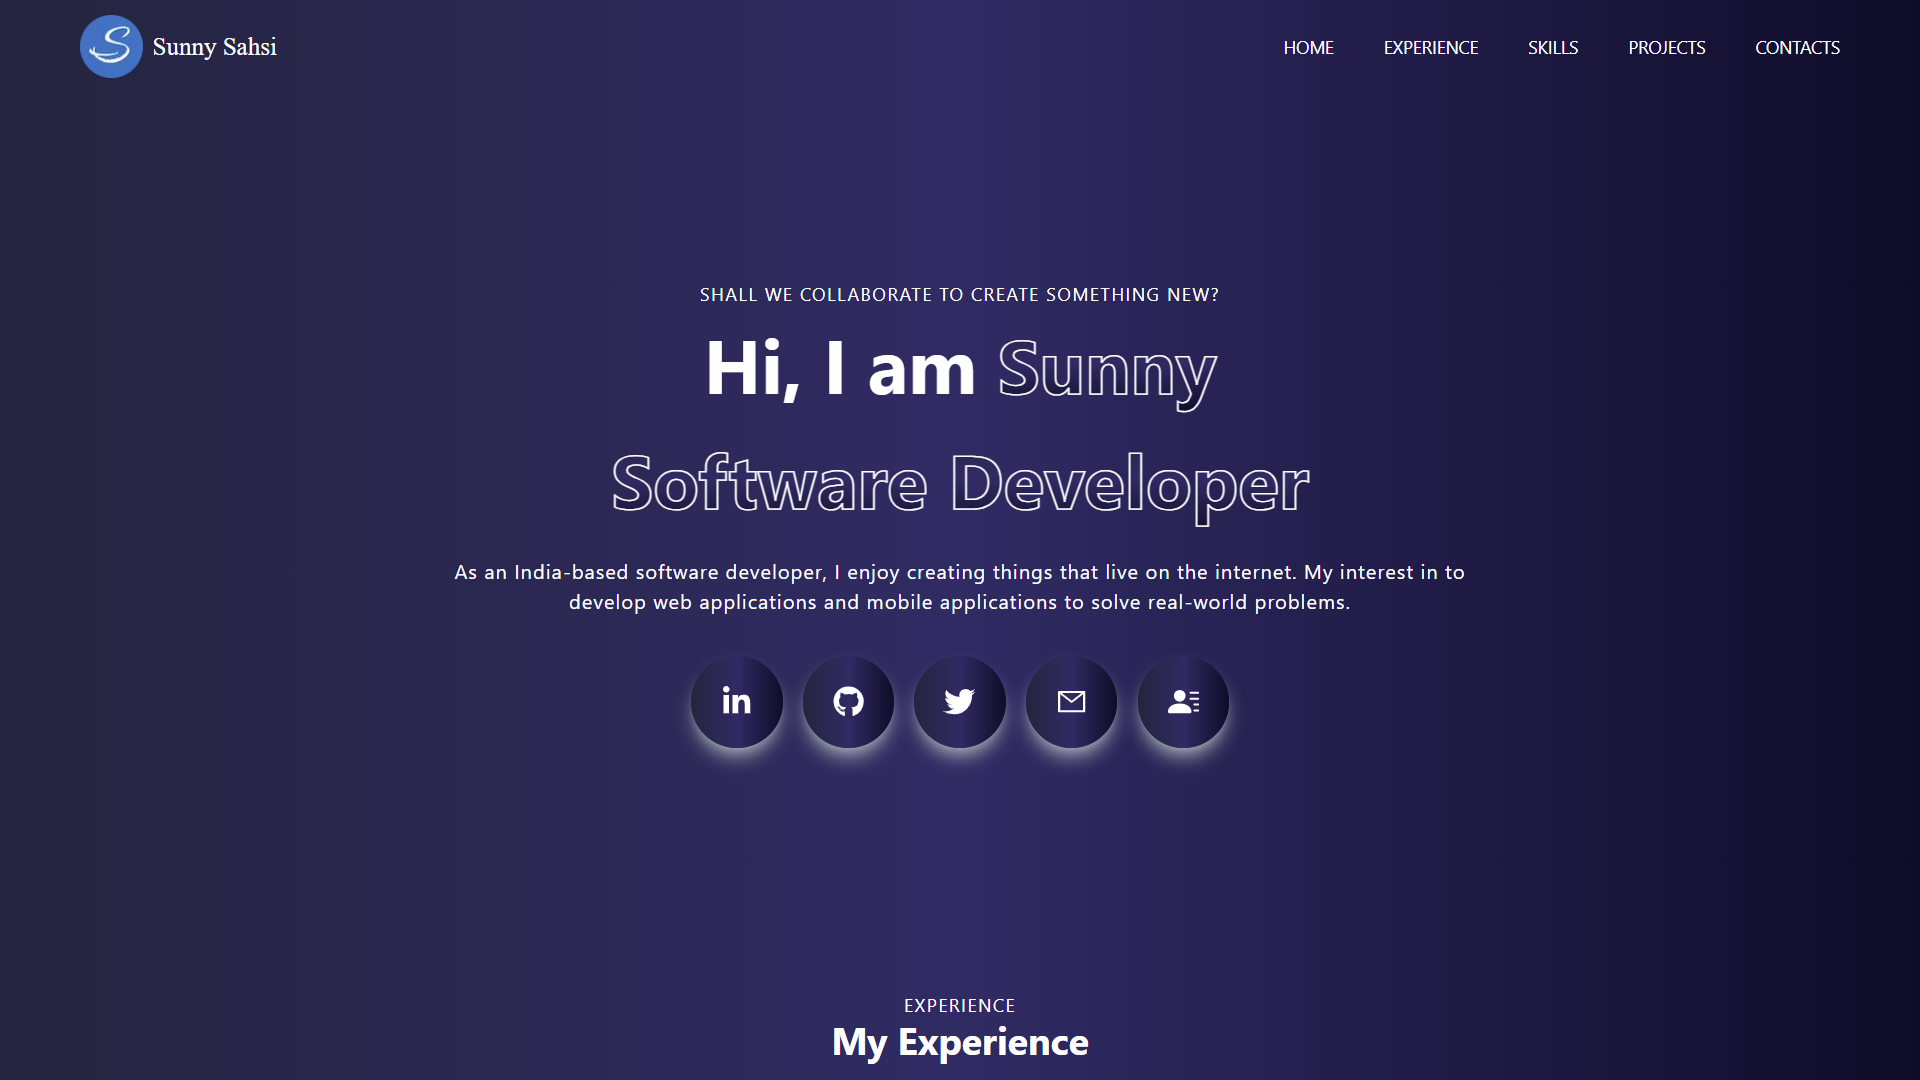 Sunny Sahsi
HOME EXPERIENCE SKILLS PROJECTS CONTACTS
SHALL WE COLLABORATE TO CREATE SOMETHING NEW?
Hi, I am Sunny
Software Developer
As an India-based software developer, I enjoy creating things that live on the internet. My interest in to
develop web applications and mobile applications to solve real-world problems.
in
EXPERIENCE
My Experience